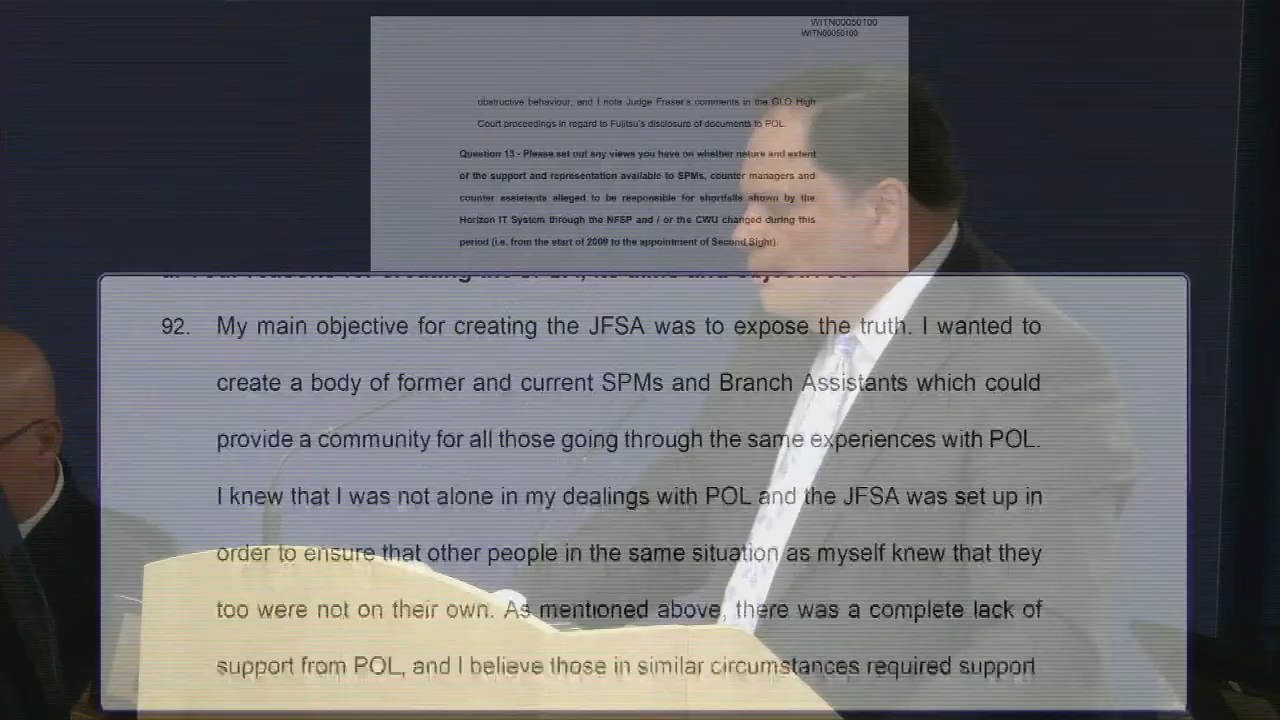 WITN00050100
WITN00050100
obstructive behaviour, and I note Judge Fraser's comments in the GLO High
Court proceedings in regard to Fujitsu's disclosure of documents to POL.
Question 13 - Please set out any views you have on whether nature and extent
of the support and representation available to SPMs, counter managers and
counter assistants alleged to be responsible for shortfalls shown by the
Horizon IT System through the NFSP and / or the CWU changed during this
period (i.e. from the start of 2009 to the appointment of Second Sight).
92. My main objective for creating the JFSA was to expose the truth. I wanted to
create a body of former and current SPMs and Branch Assistants which could
provide a community for all those going through the same experiences with POL.
I knew that I was not alone in my dealings with POL and the JFSA was set up in
order to ensure that other people in the same situation as myself knew that they
too were not on their own. As mentioned above, there was a complete lack of
support from POL, and I believe those in similar circumstances required support